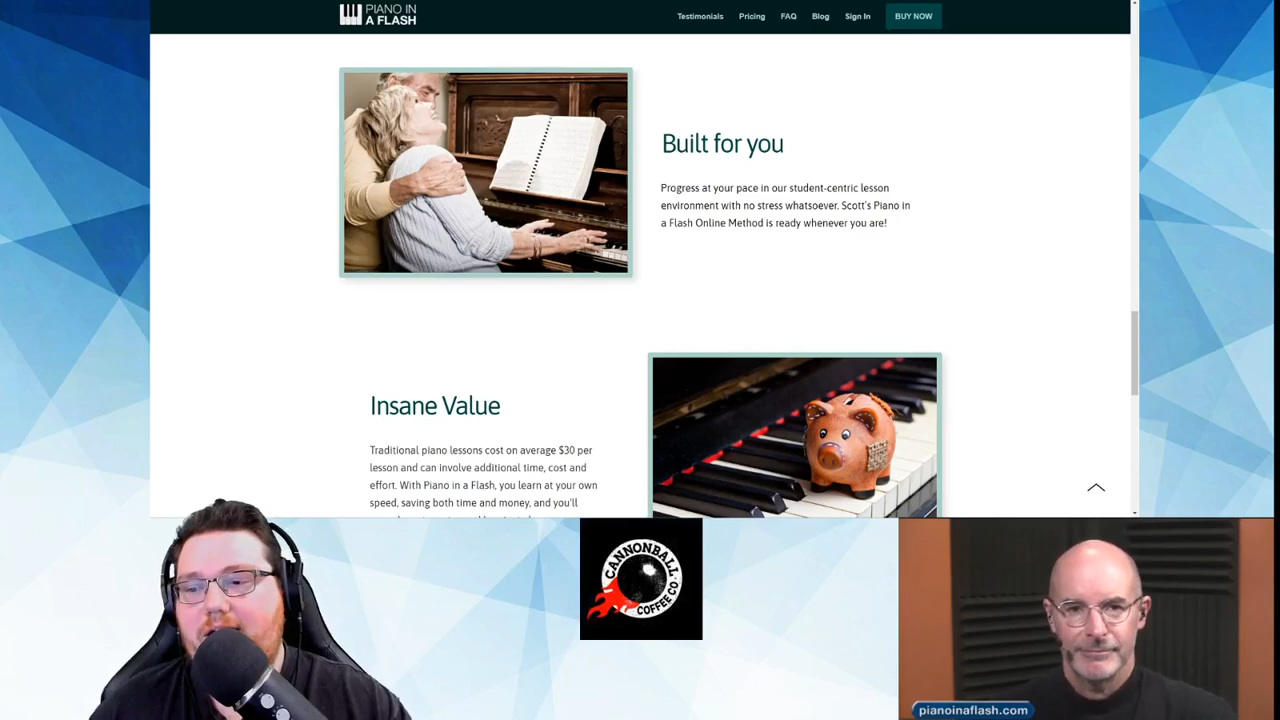 PIANO IN
A FLASH
Testimonials
Pricing
FAQ
Blog
Sign In
BUY NOW
Built for you
Progress at your pace in our student-centric lesson
environment with no stress whatsoever. Scott's Piano in
a Flash Online Method is ready whenever you are!
Insane Value
Traditional piano lessons cost on average $30 per
lesson and can involve additional time, cost and
effort. With Piano in a Flash, you learn at your own
speed, saving both time and money, and you'll
CANNONBALL
COFFEE CO
pianoinaflash.com